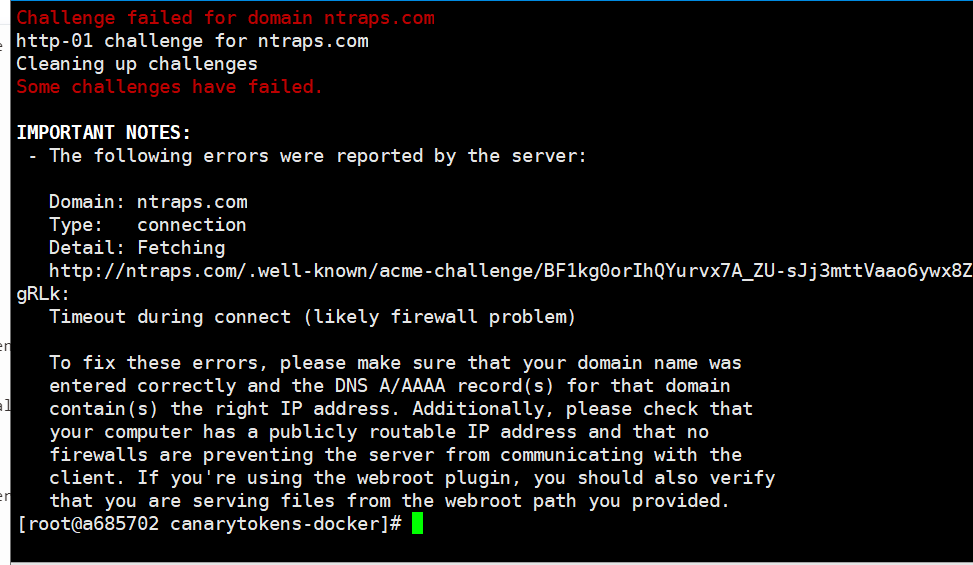 Challenge failed for domain ntraps.com
http-01 challenge for ntraps.com
Cleaning up challenges
Some challenges have failed.
IMPORTANT NOTES:
- The following errors were reported by the server:
Domain: ntraps.com
Type:   connection
Detail: Fetching
http://ntraps.com/.well-known/acme-challenge/BF1kg0orIhQYurvx7A_ZU-sJj3mttVaao6ywx8Z
gRLk:
Timeout during connect (likely firewall problem)
To fix these errors, please make sure that your domain name was
entered correctly and the DNS A/AAAA record(s) for that domain
contain(s) the right IP address. Additionally, please check that
your computer has a publicly routable IP address and that no
firewalls are preventing the server from communicating with the
client. If you're using the webroot plugin, you should also verify
that you are serving files from the webroot path you provided.
[root@a685702 canarytokens-docker]#